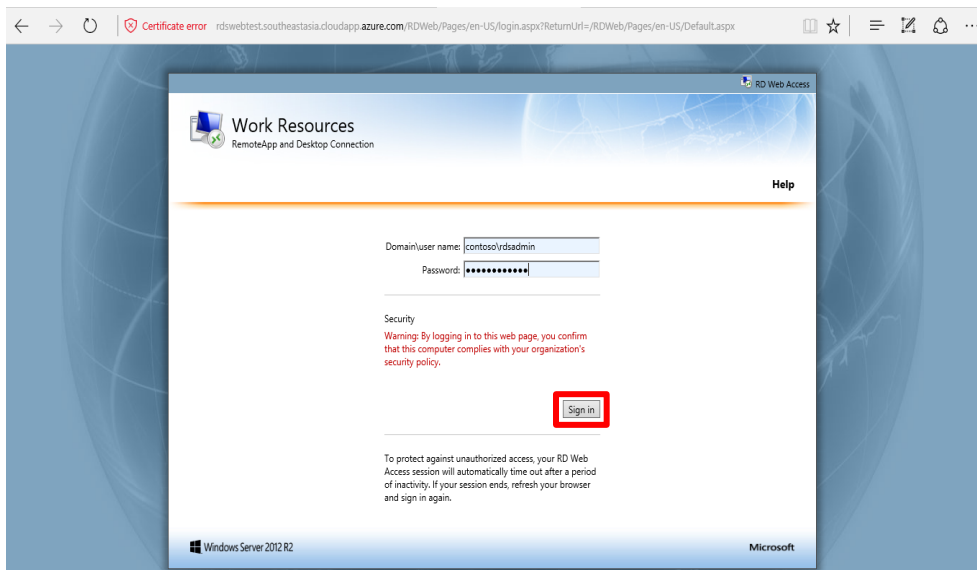 Certificate error rdswebtest.southeastasia.cloudapp.azure.com/RDWeb/Pages/en-US/login.aspx?ReturnUrl=/RDWeb/Pages/en-US/Default.aspx
RD Web Access
Work Resources
RemoteApp and Desktop Connection
Help
Domain\user name: contoso\rdsadmin
Password: ●●●●●●●●●●●●
Security
Warning: By logging in to this web page, you confirm
that this computer complies with your organization's
security policy.
Sign in
To protect against unauthorized access, your RD Web
Access session will automatically time out after a period
of inactivity. If your session ends, refresh your browser
and sign in again.
Windows Server 2012 R2
Microsoft